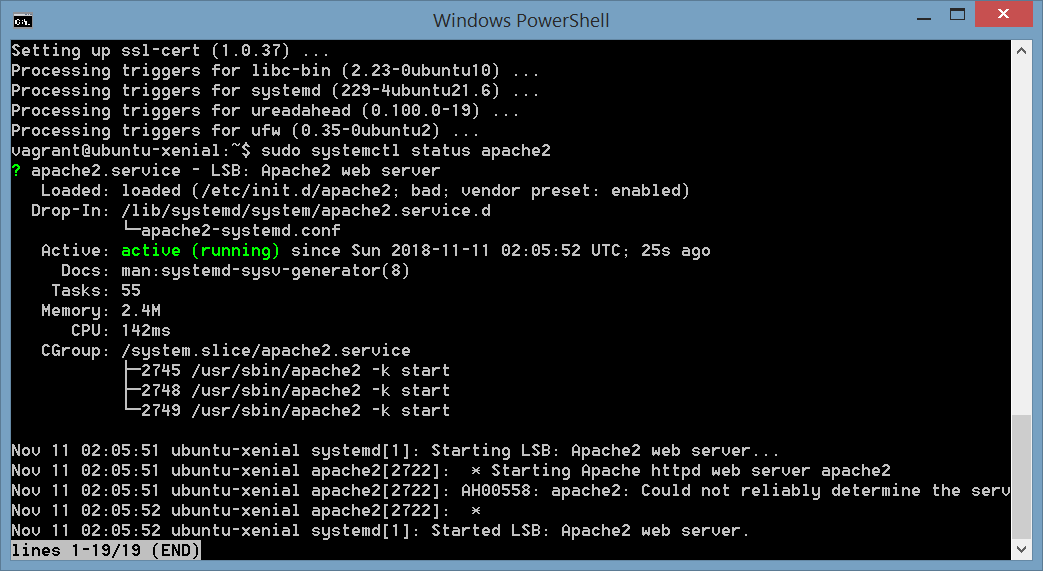 Windows PowerShell
Setting up ssl-cert (1.0.37) ...
Processing triggers for libc-bin (2.23-0ubuntu10) ...
Processing triggers for systemd (229-4ubuntu21.6) ...
Processing triggers for ureadahead (0.100.0-19) ...
Processing triggers for ufw (0.35-0ubuntu2) ...
vagrant@ubuntu-xenial:~$ sudo systemctl status apache2
? apache2.service - LSB: Apache2 web server
   Loaded: loaded (/etc/init.d/apache2; bad; vendor preset: enabled)
  Drop-In: /lib/systemd/system/apache2.service.d
           └─apache2-systemd.conf
   Active: active (running) since Sun 2018-11-11 02:05:52 UTC; 25s ago
     Docs: man:systemd-sysv-generator(8)
    Tasks: 55
   Memory: 2.4M
      CPU: 142ms
   CGroup: /system.slice/apache2.service
           ├─2745 /usr/sbin/apache2 -k start
           ├─2748 /usr/sbin/apache2 -k start
           └─2749 /usr/sbin/apache2 -k start
Nov 11 02:05:51 ubuntu-xenial systemd[1]: Starting LSB: Apache2 web server...
Nov 11 02:05:51 ubuntu-xenial apache2[2722]:  * Starting Apache httpd web server apache2
Nov 11 02:05:51 ubuntu-xenial apache2[2722]: AH00558: apache2: Could not reliably determine the serv
Nov 11 02:05:52 ubuntu-xenial apache2[2722]:  *
Nov 11 02:05:52 ubuntu-xenial systemd[1]: Started LSB: Apache2 web server.
lines 1-19/19 (END)